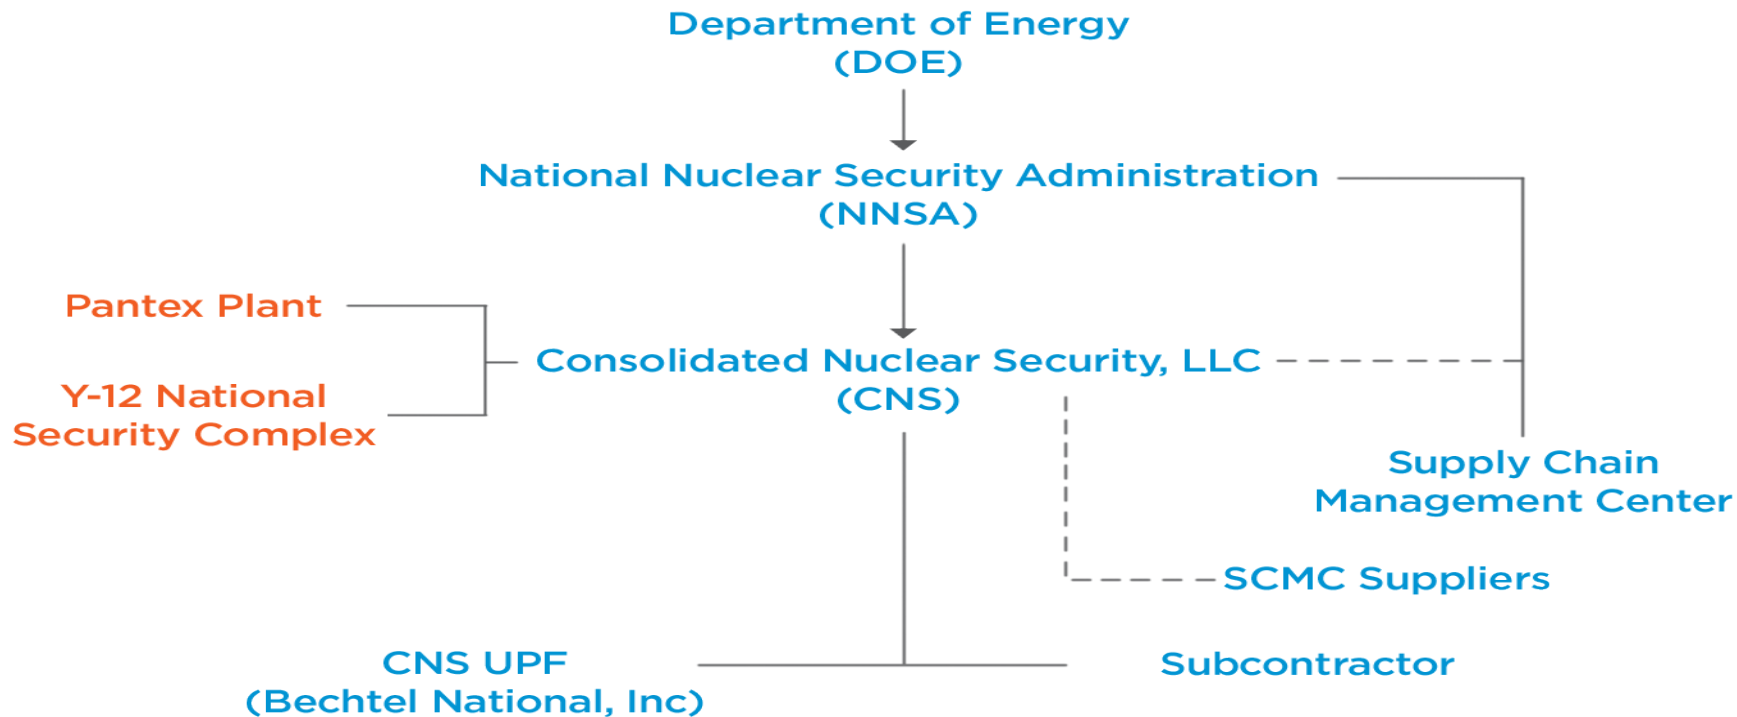 Department of Energy
(DOE)
National Nuclear Security Administration
(NNSA)
Pantex Plant
Y-12 National
Security Complex
Consolidated Nuclear Security, LLC
(CNS)
Supply Chain
Management Center
SCMC Suppliers
CNS UPF
(Bechtel National, Inc)
Subcontractor